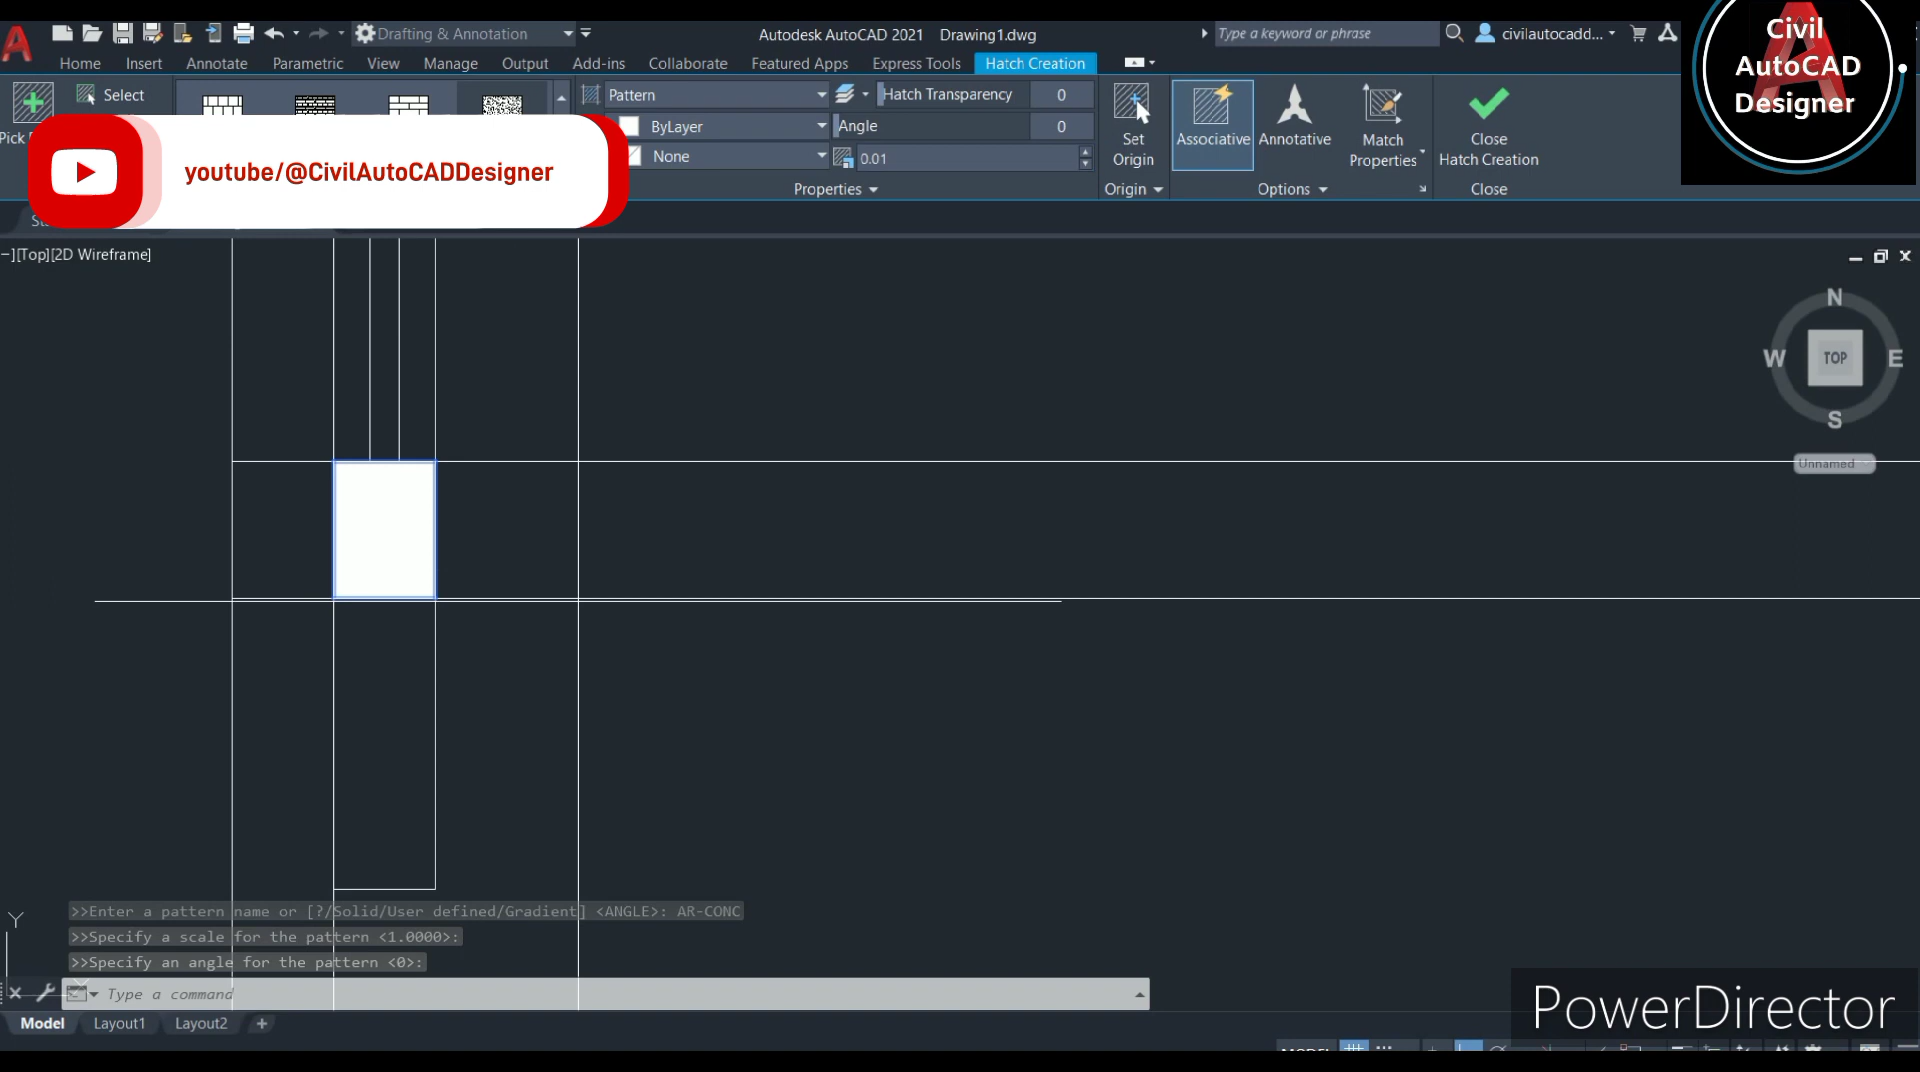 Drafting & Annotation
Autodesk AutoCAD 2021 Drawing1.dwg
Type a keyword or phrase
civilautocadd...
Home Insert Annotate Parametric View Manage Output Add-ins Collaborate Featured Apps Express Tools Hatch Creation
Civil
AutoCAD
Designer
Select
Pattern
Hatch Transparency 0
ByLayer
Angle 0
None
0.01
Pick
Set
Origin
Associative
Annotative
Match
Properties
Close
Hatch Creation
Properties
Origin
Options
Close
youtube/@CivilAutoCADDesigner
−][Top][2D Wireframe]
N
W TOP E
S
Unnamed
Y
>>Enter a pattern name or [?/Solid/User defined/Gradient] <ANGLE>: AR-CONC
>>Specify a scale for the pattern <1.0000>:
>>Specify an angle for the pattern <0>:
Type a command
Model Layout1 Layout2 +
PowerDirector
MODEL